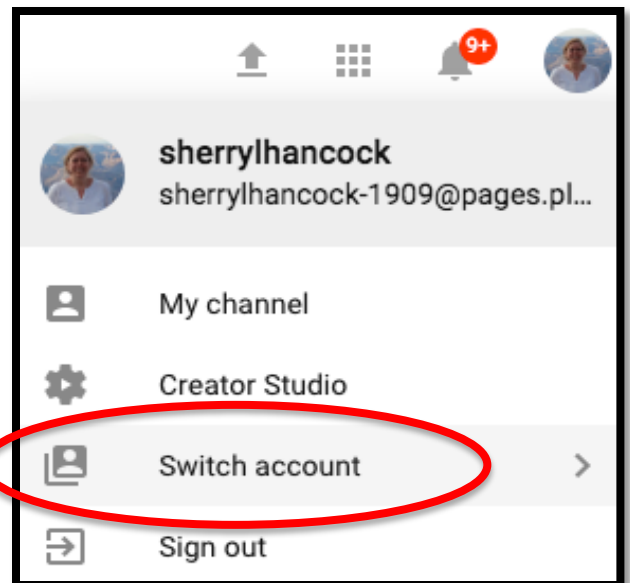 9+
sherrylhancock
sherrylhancock-1909@pages.pl...
My channel
Creator Studio
Switch account
Sign out